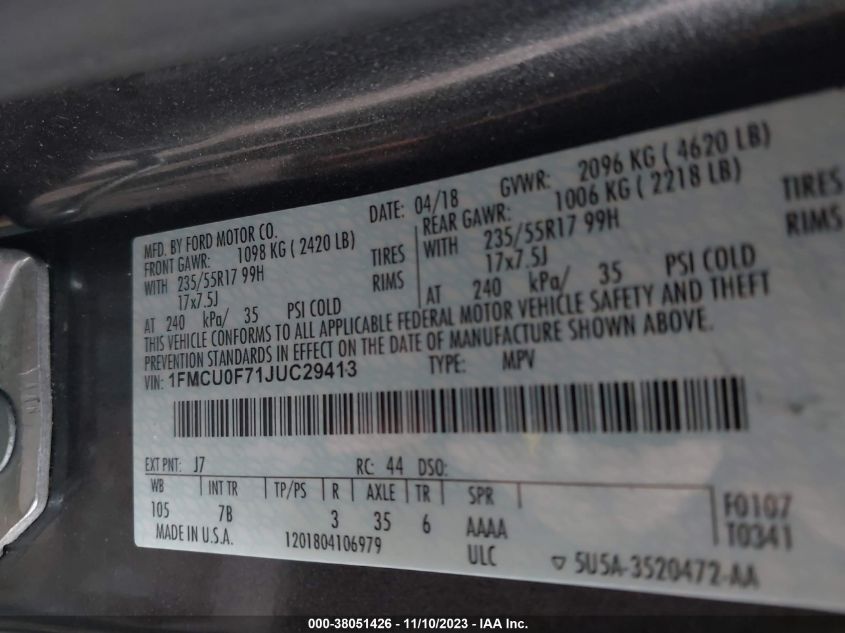 MFD. BY FORD MOTOR CO.
DATE: 04/18
GVWR: 2096 KG ( 4620 LB)
FRONT GAWR: 1098 KG ( 2420 LB)
REAR GAWR: 1006 KG ( 2218 LB)
WITH 235/55R17 99H TIRES
WITH 235/55R17 99H TIRES
17x7.5J RIMS
17x7.5J RIMS
AT 240 kPa/ 35 PSI COLD
AT 240 kPa/ 35 PSI COLD
THIS VEHICLE CONFORMS TO ALL APPLICABLE FEDERAL MOTOR VEHICLE SAFETY AND THEFT
PREVENTION STANDARDS IN EFFECT ON THE DATE OF MANUFACTURE SHOWN ABOVE.
VIN: 1FMCU0F71JUC29413
TYPE: MPV
EXT PNT: J7 RC: 44 DSO:
WB INT TR TP/PS R AXLE TR SPR
105 7B 3 35 6 AAAA
F0107
T0341
MADE IN U.S.A. 1201804106979 ULC
▽ 5U5A-3520472-AA
000-38051426 - 11/10/2023 - IAA Inc.